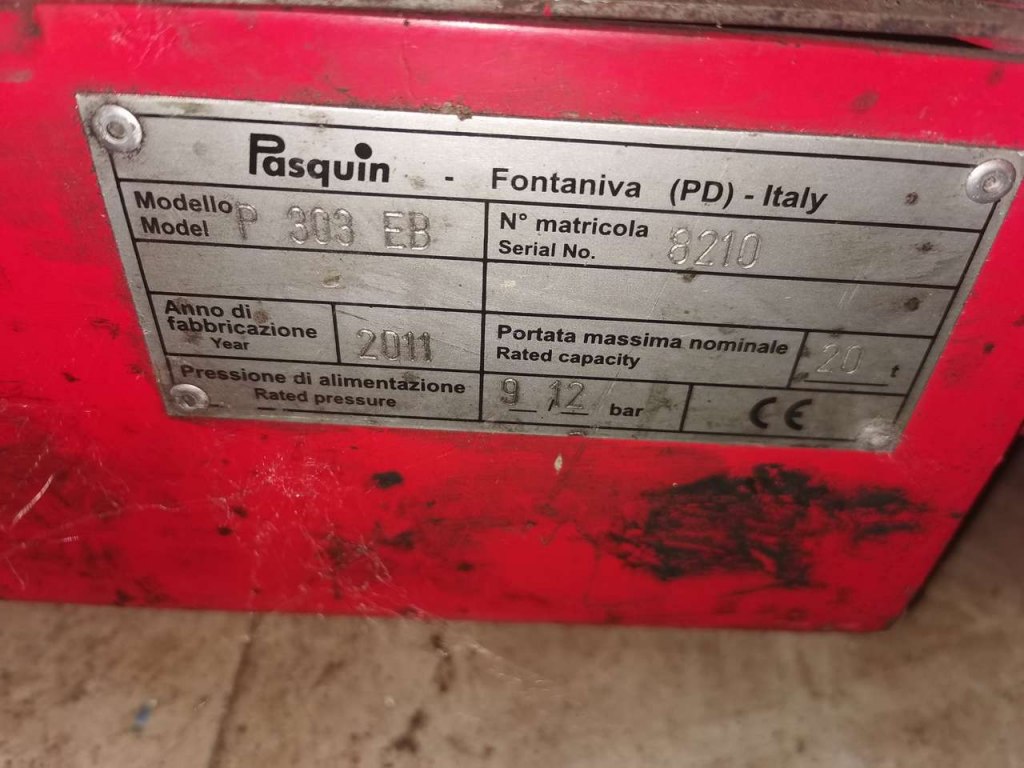 Pasquin - Fontaniva (PD) - Italy
Modello
Model P 303 EB
N° matricola
Serial No. 8210
Anno di
fabbricazione
Year 2011
Portata massima nominale
Rated capacity 20 t
Pressione di alimentazione
Rated pressure 9 / 12 bar
CE